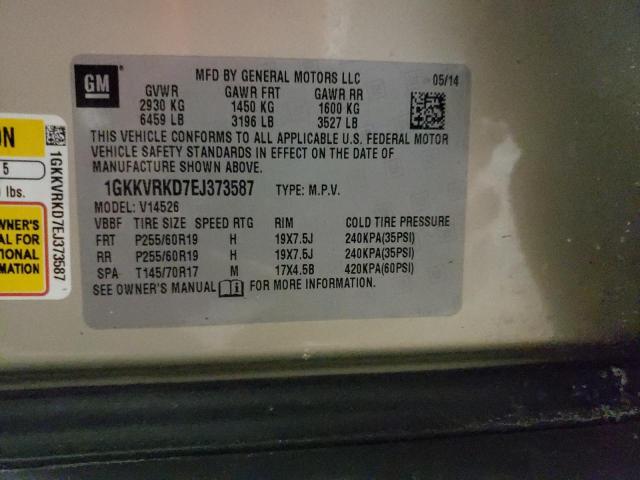 GM
MFD BY GENERAL MOTORS LLC
05/14
GVWR GAWR FRT GAWR RR
2930 KG 1450 KG 1600 KG
6459 LB 3196 LB 3527 LB
THIS VEHICLE CONFORMS TO ALL APPLICABLE U.S. FEDERAL MOTOR
VEHICLE SAFETY STANDARDS IN EFFECT ON THE DATE OF
MANUFACTURE SHOWN ABOVE.
1GKKVRKD7EJ373587 TYPE: M.P.V.
MODEL: V14526
VBBF TIRE SIZE SPEED RTG RIM COLD TIRE PRESSURE
FRT P255/60R19 H 19X7.5J 240KPA(35PSI)
RR P255/60R19 H 19X7.5J 240KPA(35PSI)
SPA T145/70R17 M 17X4.5B 420KPA(60PSI)
SEE OWNER'S MANUAL FOR MORE INFORMATION.
ON
5
lbs.
WNER'S
AL FOR
TIONAL
MATION
1GKKVRKD7EJ373587